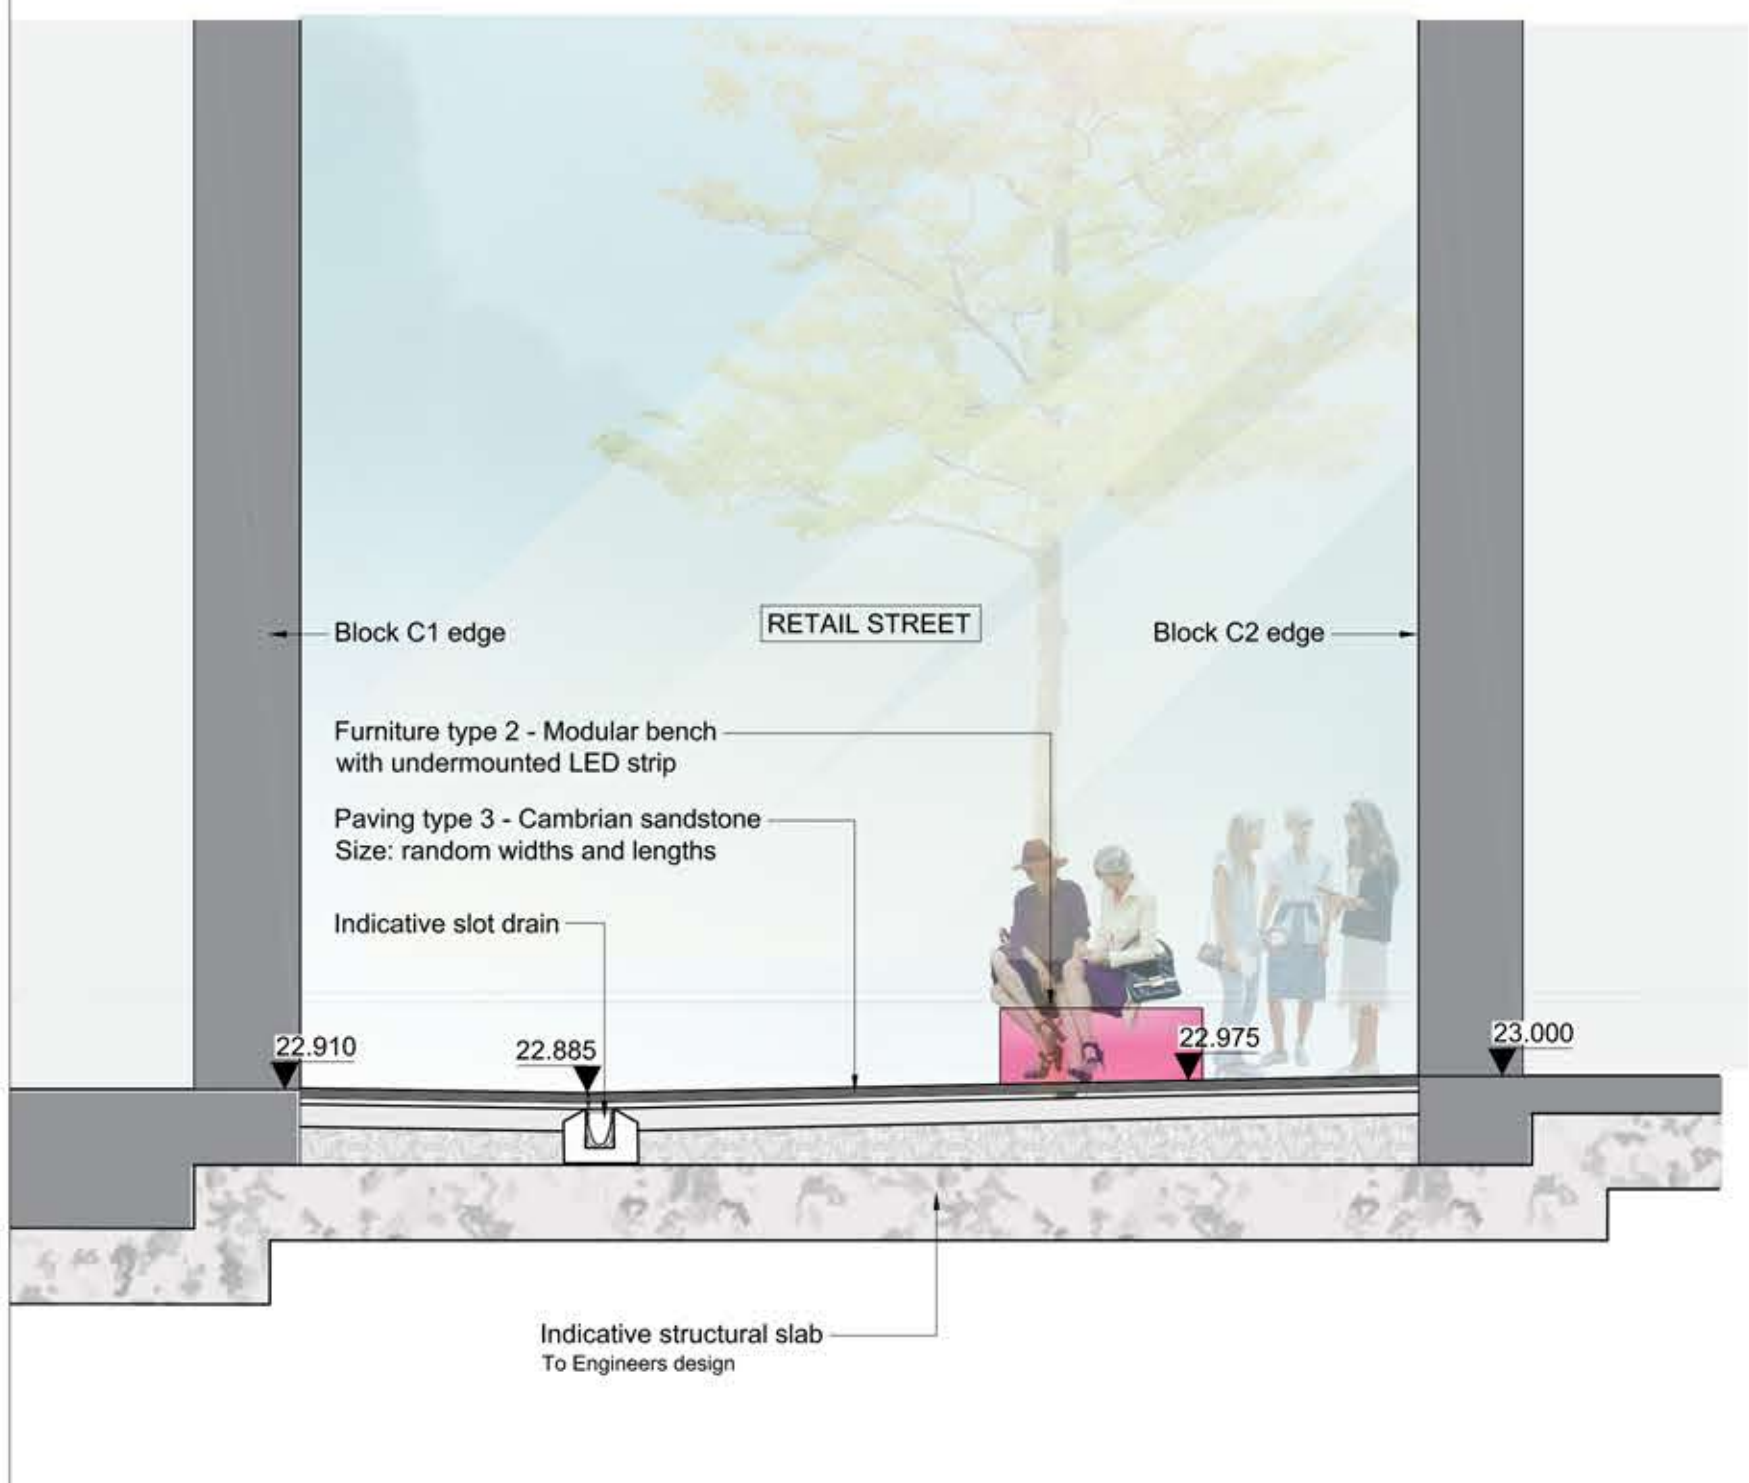 Block C1 edge
RETAIL STREET
Block C2 edge
Furniture type 2 - Modular bench
with undermounted LED strip
Paving type 3 - Cambrian sandstone
Size: random widths and lengths
Indicative slot drain
22.910
22.885
22.975
23.000
Indicative structural slab
To Engineers design